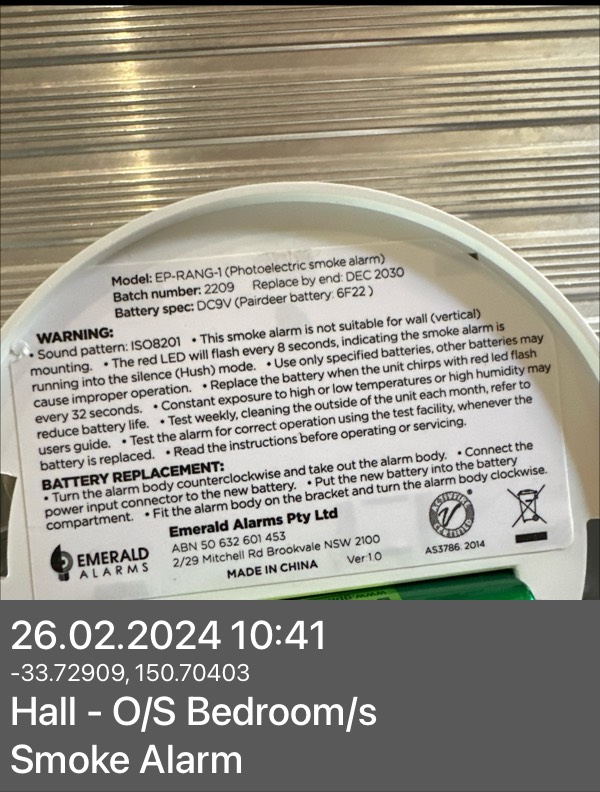 Model: EP-RANG-1 (Photoelectric smoke alarm)
Batch number: 2209 Replace by end: DEC 2030
Battery spec: DC9V (Pairdeer battery: 6F22 )
WARNING:
• Sound pattern: ISO8201 • This smoke alarm is not suitable for wall (vertical)
mounting. • The red LED will flash every 8 seconds, indicating the smoke alarm is
running into the silence (Hush) mode. • Use only specified batteries, other batteries may
cause improper operation. • Replace the battery when the unit chirps with red led flash
every 32 seconds. • Constant exposure to high or low temperatures or high humidity may
reduce battery life. • Test weekly, cleaning the outside of the unit each month, refer to
users guide. • Test the alarm for correct operation using the test facility, whenever the
battery is replaced. • Read the instructions before operating or servicing.
BATTERY REPLACEMENT:
• Turn the alarm body counterclockwise and take out the alarm body. • Connect the
power input connector to the new battery. • Put the new battery into the battery
compartment. • Fit the alarm body on the bracket and turn the alarm body clockwise.
EMERALD
ALARMS
Emerald Alarms Pty Ltd
ABN 50 632 601 453
2/29 Mitchell Rd Brookvale NSW 2100
MADE IN CHINA Ver 1.0
AS3786. 2014
26.02.2024 10:41
-33.72909, 150.70403
Hall - O/S Bedroom/s
Smoke Alarm